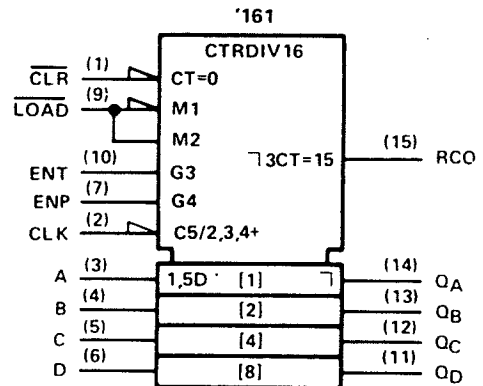 '161
CTRDIV16
CLR (1) CT=0
LOAD (9) M1
M2
ENT (10) G3
ENP (7) G4
CLK (2) C5/2,3,4+
¬3CT=15 (15) RCO
A (3) 1,5D [1] ¬ (14) QA
B (4) [2] (13) QB
C (5) [4] (12) QC
D (6) [8] (11) QD